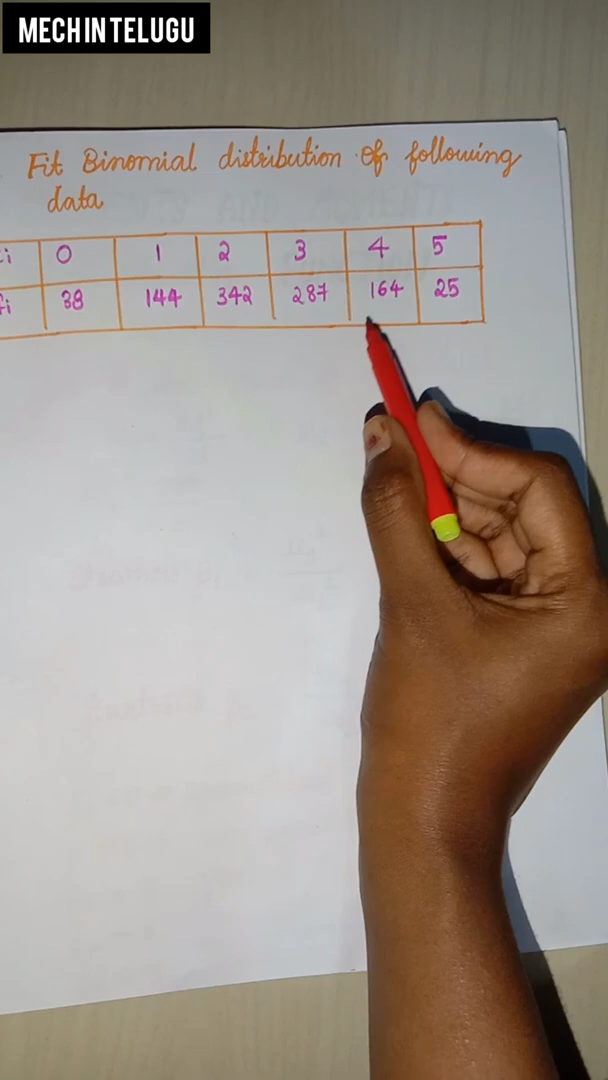 MECH IN TELUGU
Fit Binomial distribution of following
data
0 1 2 3 4 5
38 144 342 287 164 25